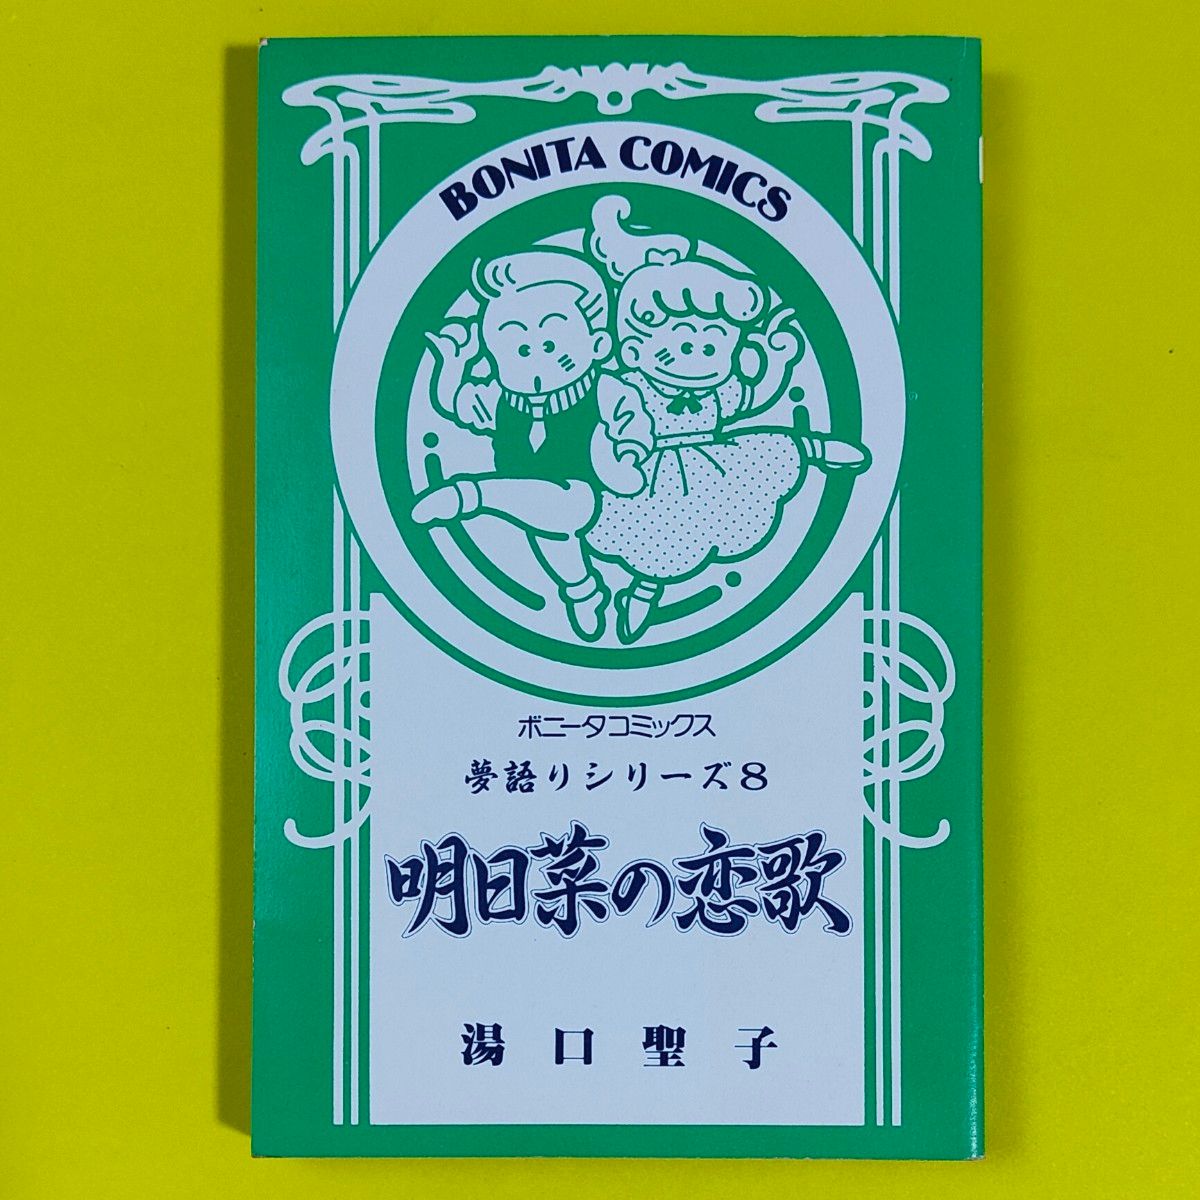 BONITA COMICS
ボニータコミックス
夢語りシリーズ8
明日菜の恋歌
湯口聖子